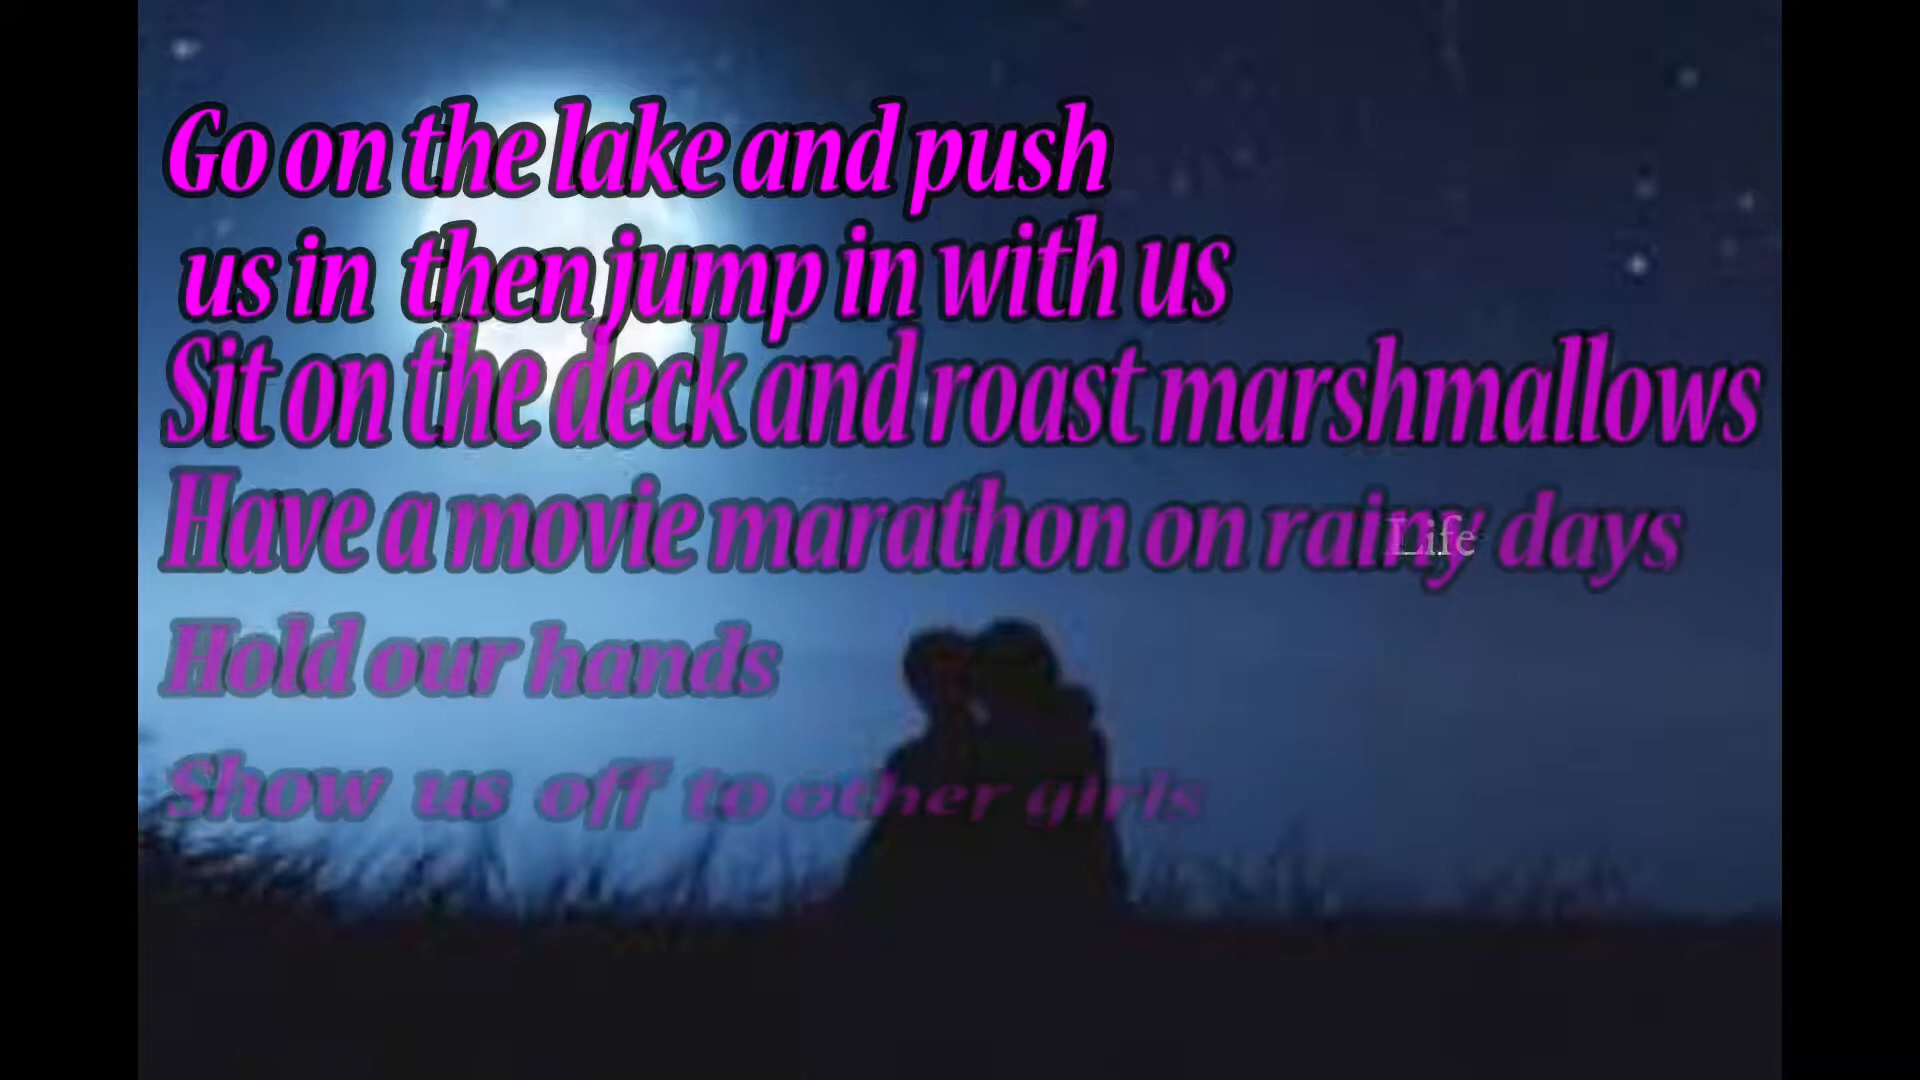 Go on the lake and push
us in then jump in with us
Sit on the deck and roast marshmallows
Have a movie marathon on rainy days
Life
Hold our hands
Show us off to other girls